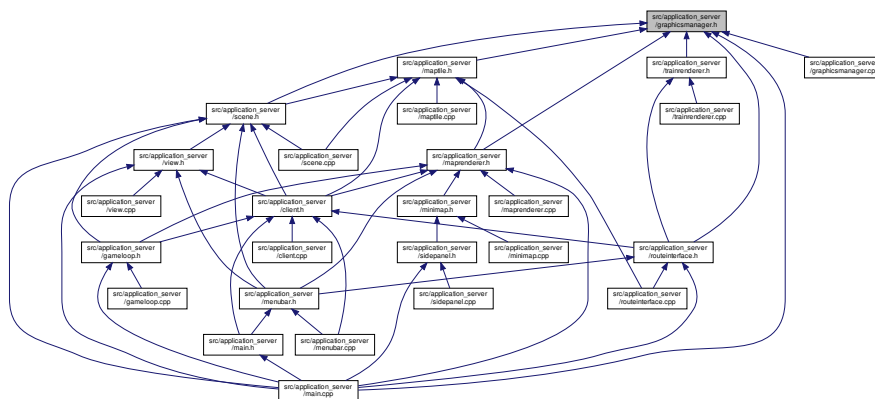 src/application_server
/graphicsmanager.h
src/application_server
/maptile.h
src/application_server
/trainrenderer.h
src/application_server
/graphicsmanager.cpp
src/application_server
/scene.h
src/application_server
/maptile.cpp
src/application_server
/trainrenderer.cpp
src/application_server
/view.h
src/application_server
/scene.cpp
src/application_server
/maprenderer.h
src/application_server
/view.cpp
src/application_server
/client.h
src/application_server
/minimap.h
src/application_server
/maprenderer.cpp
src/application_server
/gameloop.h
src/application_server
/client.cpp
src/application_server
/sidepanel.h
src/application_server
/minimap.cpp
src/application_server
/routeinterface.h
src/application_server
/gameloop.cpp
src/application_server
/menubar.h
src/application_server
/sidepanel.cpp
src/application_server
/routeinterface.cpp
src/application_server
/main.h
src/application_server
/menubar.cpp
src/application_server
/main.cpp